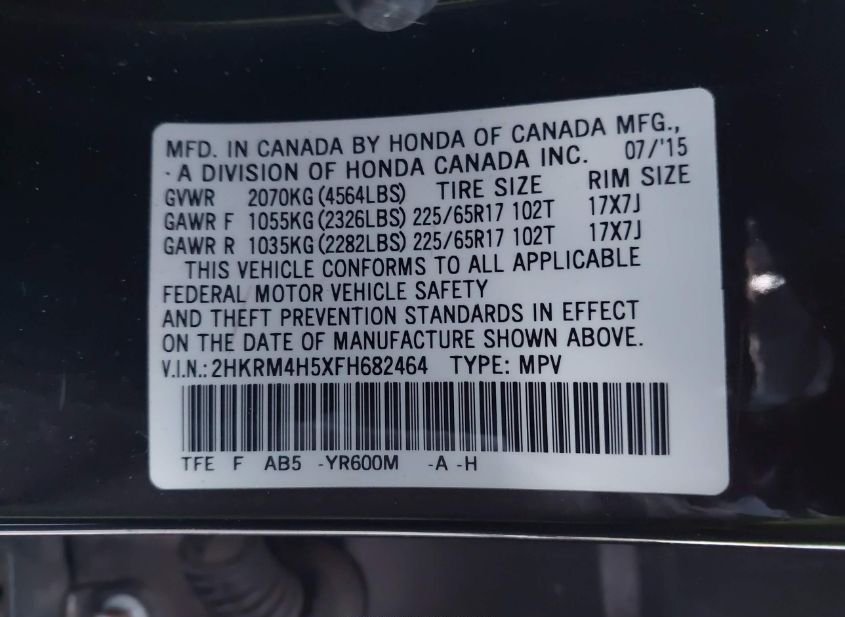 MFD. IN CANADA BY HONDA OF CANADA MFG.,
- A DIVISION OF HONDA CANADA INC. 07/'15
GVWR 2070KG (4564LBS) TIRE SIZE RIM SIZE
GAWR F 1055KG (2326LBS) 225/65R17 102T 17X7J
GAWR R 1035KG (2282LBS) 225/65R17 102T 17X7J
THIS VEHICLE CONFORMS TO ALL APPLICABLE
FEDERAL MOTOR VEHICLE SAFETY
AND THEFT PREVENTION STANDARDS IN EFFECT
ON THE DATE OF MANUFACTURE SHOWN ABOVE.
V.I.N.: 2HKRM4H5XFH682464 TYPE: MPV
TFE F AB5 -YR600M -A -H